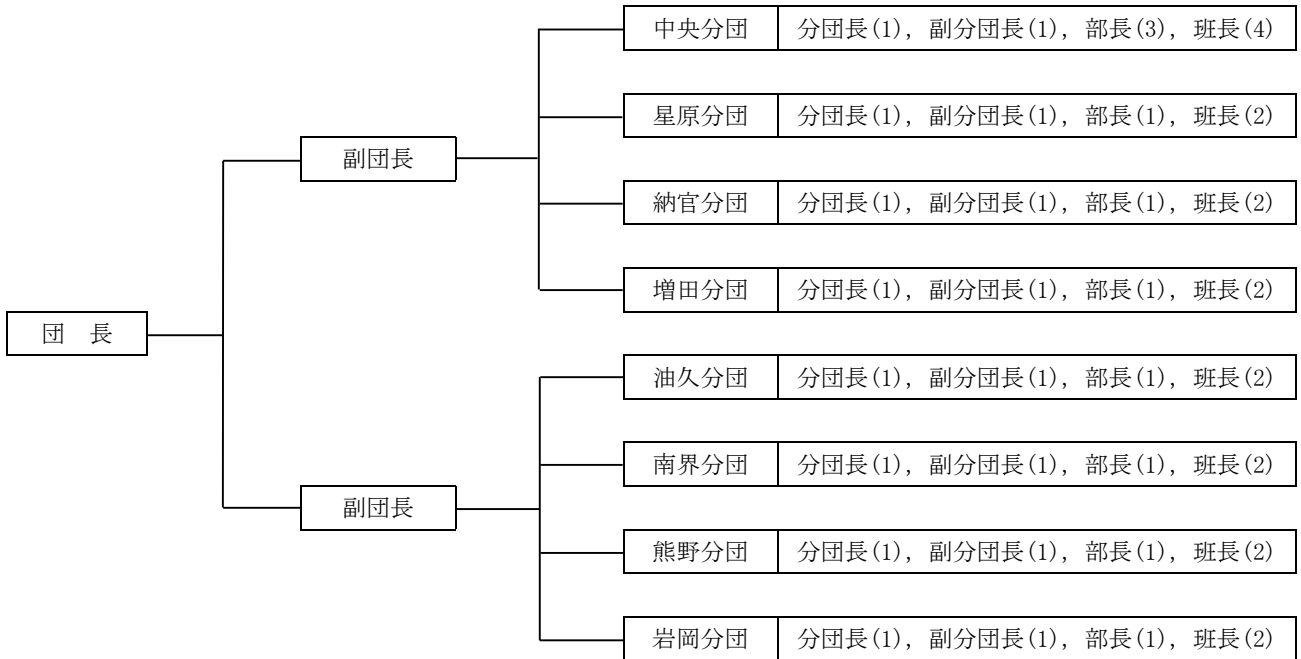 中央分団 分団長(1), 副分団長(1), 部長(3), 班長(4)
星原分団 分団長(1), 副分団長(1), 部長(1), 班長(2)
副団長
納官分団 分団長(1), 副分団長(1), 部長(1), 班長(2)
増田分団 分団長(1), 副分団長(1), 部長(1), 班長(2)
団　長
油久分団 分団長(1), 副分団長(1), 部長(1), 班長(2)
南界分団 分団長(1), 副分団長(1), 部長(1), 班長(2)
副団長
熊野分団 分団長(1), 副分団長(1), 部長(1), 班長(2)
岩岡分団 分団長(1), 副分団長(1), 部長(1), 班長(2)